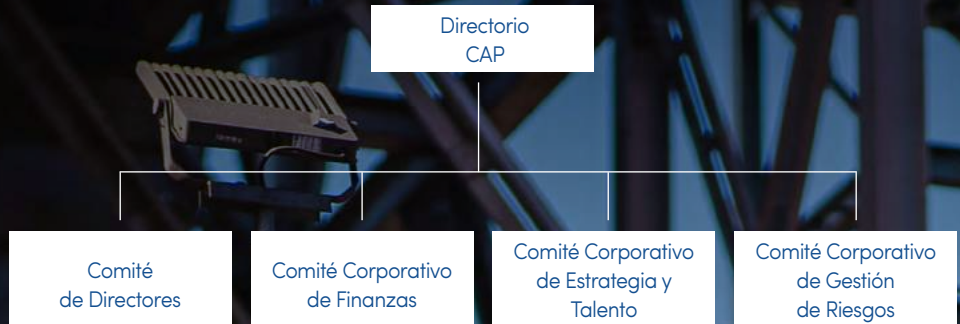 Directorio
CAP
Comité
de Directores
Comité Corporativo
de Finanzas
Comité Corporativo
de Estrategia y
Talento
Comité Corporativo
de Gestión
de Riesgos